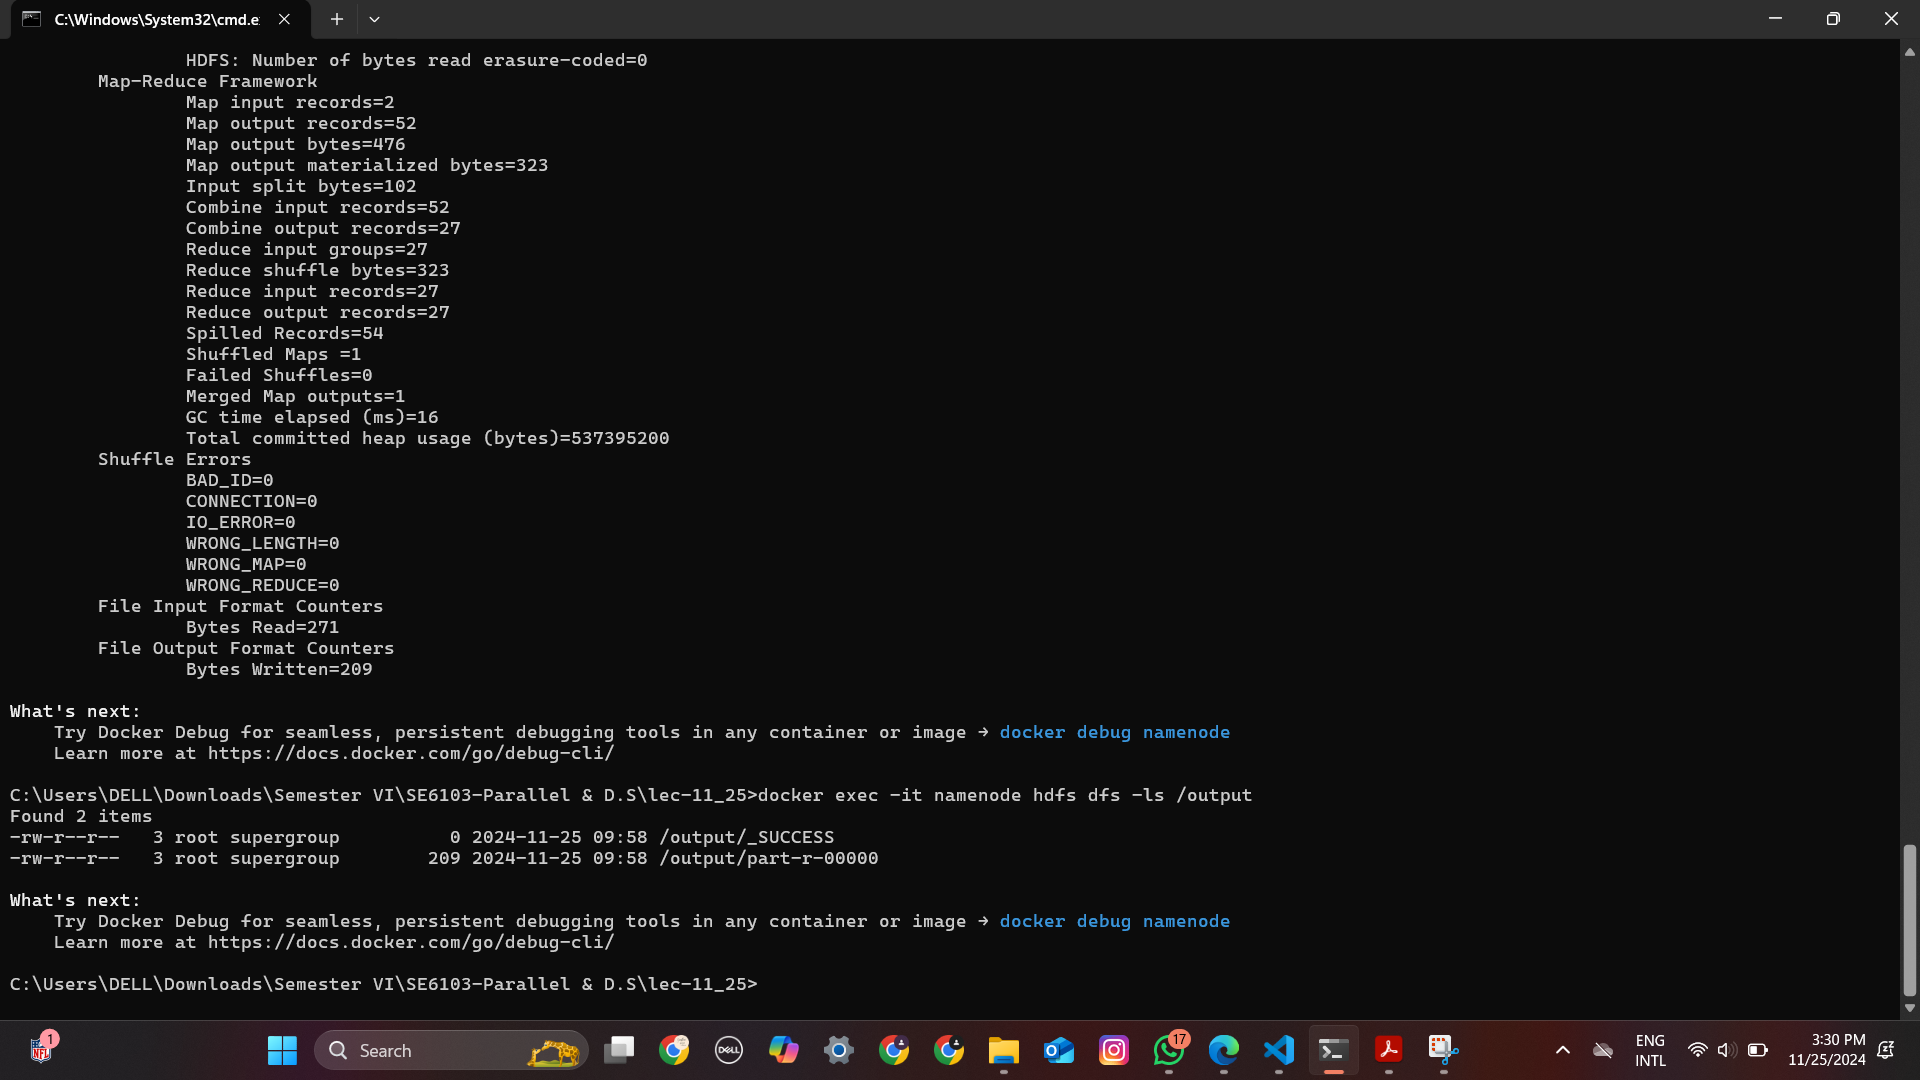 C:\Windows\System32\cmd.e
HDFS: Number of bytes read erasure-coded=0
Map-Reduce Framework
Map input records=2
Map output records=52
Map output bytes=476
Map output materialized bytes=323
Input split bytes=102
Combine input records=52
Combine output records=27
Reduce input groups=27
Reduce shuffle bytes=323
Reduce input records=27
Reduce output records=27
Spilled Records=54
Shuffled Maps =1
Failed Shuffles=0
Merged Map outputs=1
GC time elapsed (ms)=16
Total committed heap usage (bytes)=537395200
Shuffle Errors
BAD_ID=0
CONNECTION=0
IO_ERROR=0
WRONG_LENGTH=0
WRONG_MAP=0
WRONG_REDUCE=0
File Input Format Counters
Bytes Read=271
File Output Format Counters
Bytes Written=209
What's next:
Try Docker Debug for seamless, persistent debugging tools in any container or image → docker debug namenode
Learn more at https://docs.docker.com/go/debug-cli/
C:\Users\DELL\Downloads\Semester VI\SE6103-Parallel & D.S\lec-11_25>docker exec -it namenode hdfs dfs -ls /output
Found 2 items
-rw-r--r--   3 root supergroup          0 2024-11-25 09:58 /output/_SUCCESS
-rw-r--r--   3 root supergroup        209 2024-11-25 09:58 /output/part-r-00000
What's next:
Try Docker Debug for seamless, persistent debugging tools in any container or image → docker debug namenode
Learn more at https://docs.docker.com/go/debug-cli/
C:\Users\DELL\Downloads\Semester VI\SE6103-Parallel & D.S\lec-11_25>
1
NFL
Search
DELL
17
ENG
INTL
3:30 PM
11/25/2024